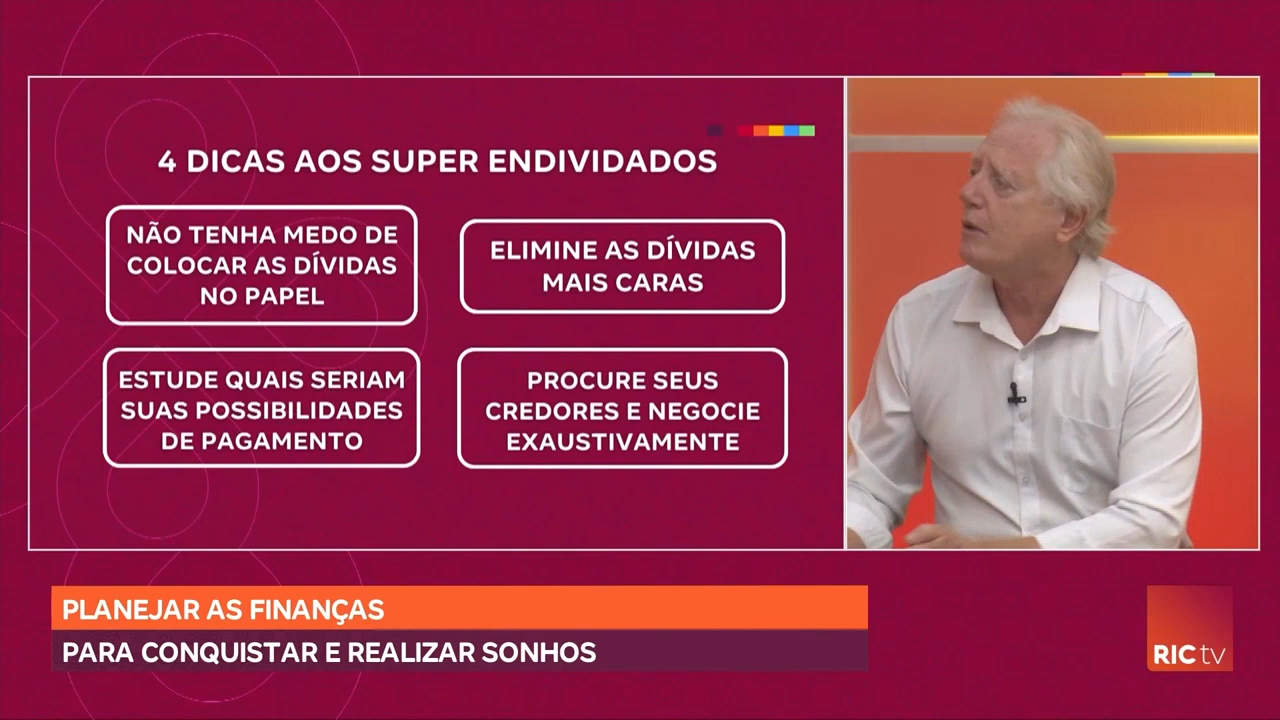 4 DICAS AOS SUPER ENDIVIDADOS
NÃO TENHA MEDO DE
COLOCAR AS DÍVIDAS
NO PAPEL
ELIMINE AS DÍVIDAS
MAIS CARAS
ESTUDE QUAIS SERIAM
SUAS POSSIBILIDADES
DE PAGAMENTO
PROCURE SEUS
CREDORES E NEGOCIE
EXAUSTIVAMENTE
PLANEJAR AS FINANÇAS
PARA CONQUISTAR E REALIZAR SONHOS
RIC tv